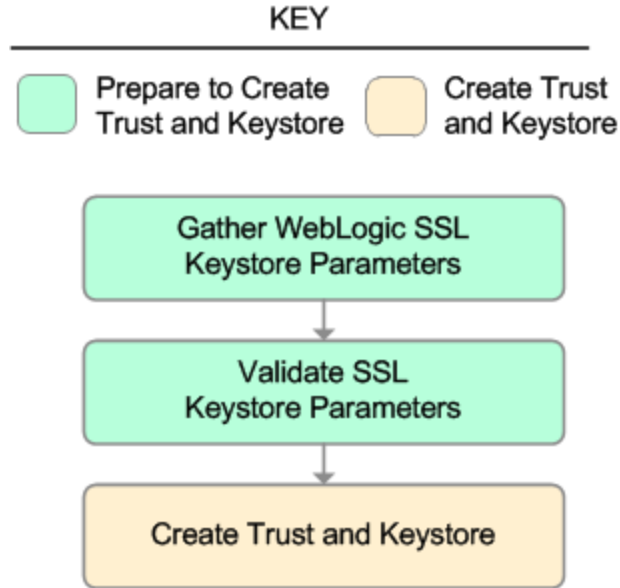 KEY
Prepare to Create
Trust and Keystore
Create Trust
and Keystore
Gather WebLogic SSL
Keystore Parameters
Validate SSL
Keystore Parameters
Create Trust and Keystore